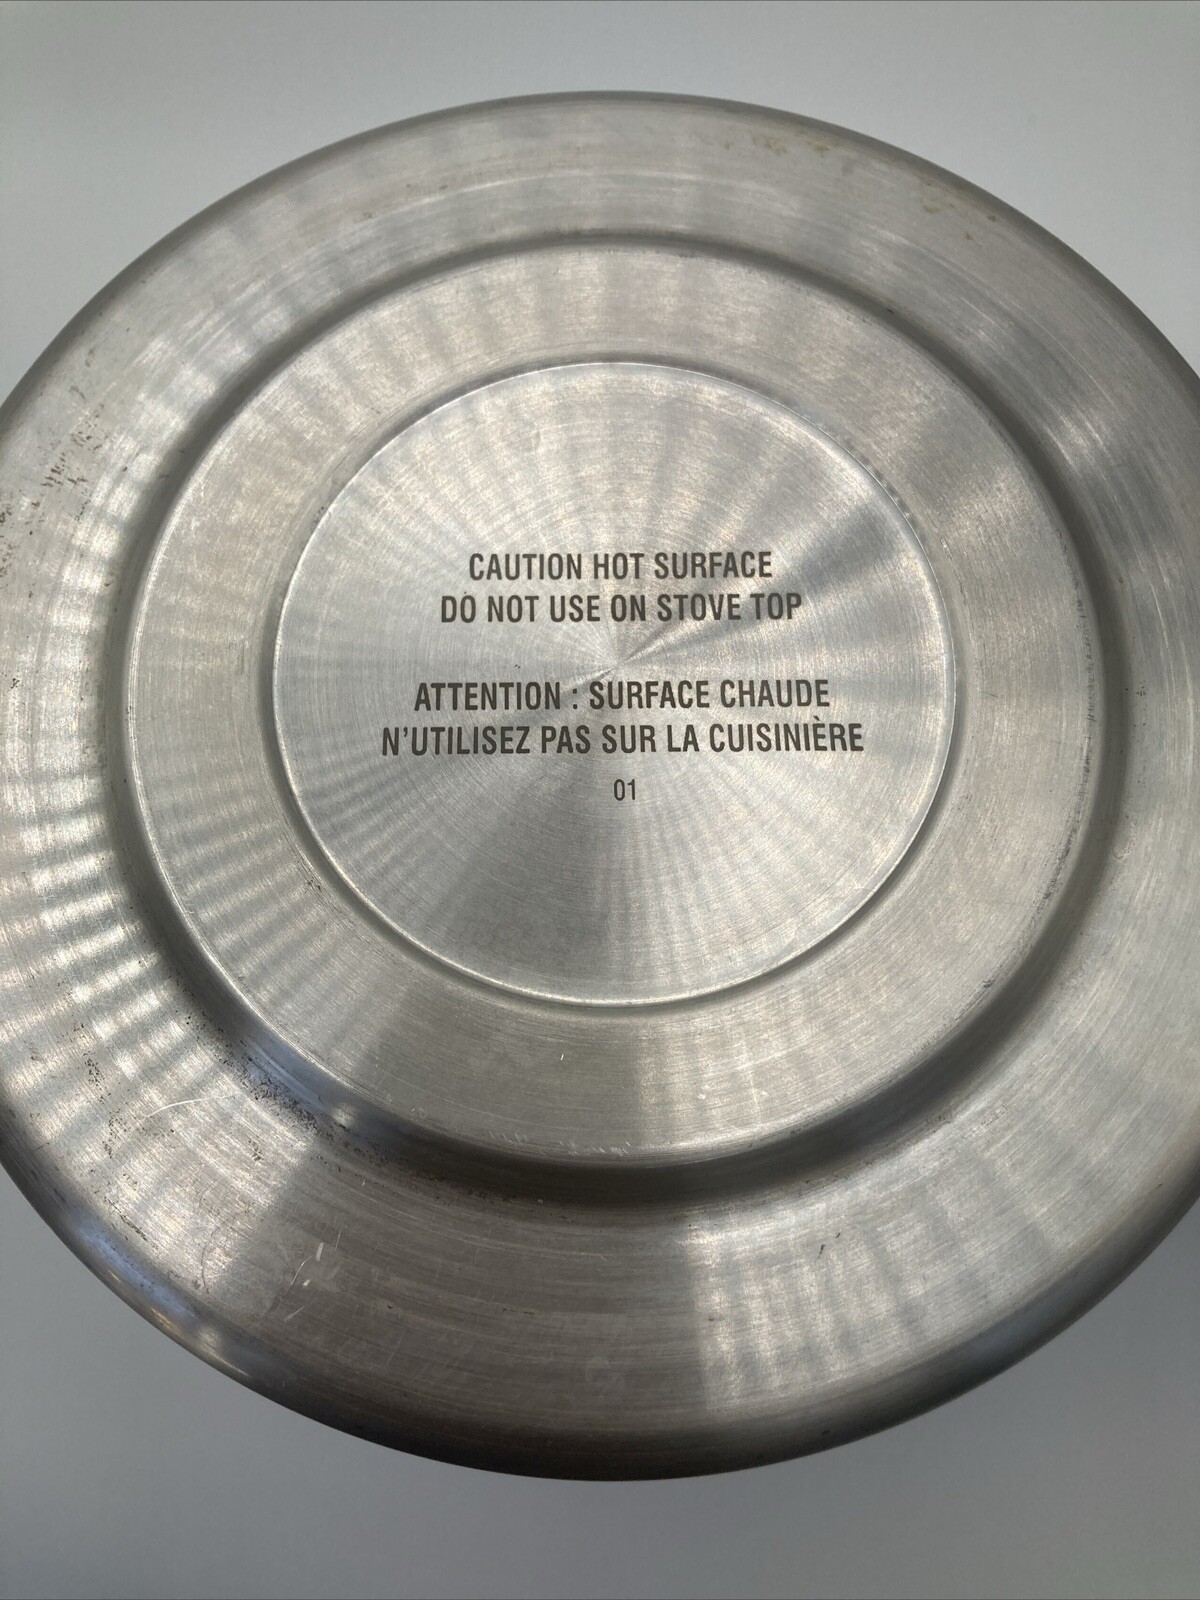 CAUTION HOT SURFACE
DO NOT USE ON STOVE TOP
ATTENTION : SURFACE CHAUDE
N'UTILISEZ PAS SUR LA CUISINIÈRE
01